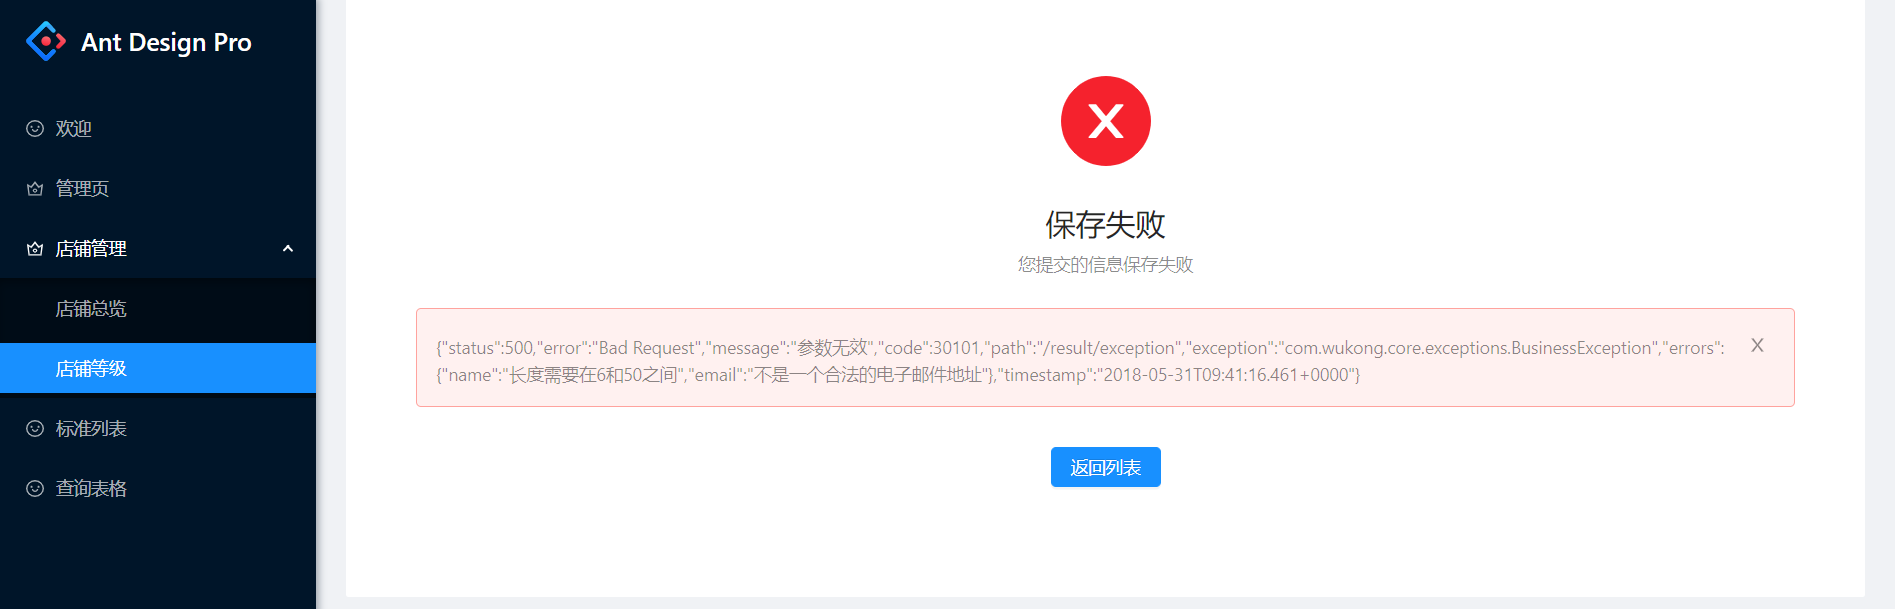 Ant Design Pro
欢迎
管理页
店铺管理
店铺总览
店铺等级
标准列表
查询表格
保存失败
您提交的信息保存失败
{"status":500,"error":"Bad Request","message":"参数无效","code":30101,"path":"/result/exception","exception":"com.wukong.core.exceptions.BusinessException","errors":
{"name":"长度需要在6和50之间","email":"不是一个合法的电子邮件地址"},"timestamp":"2018-05-31T09:41:16.461+0000"}
返回列表